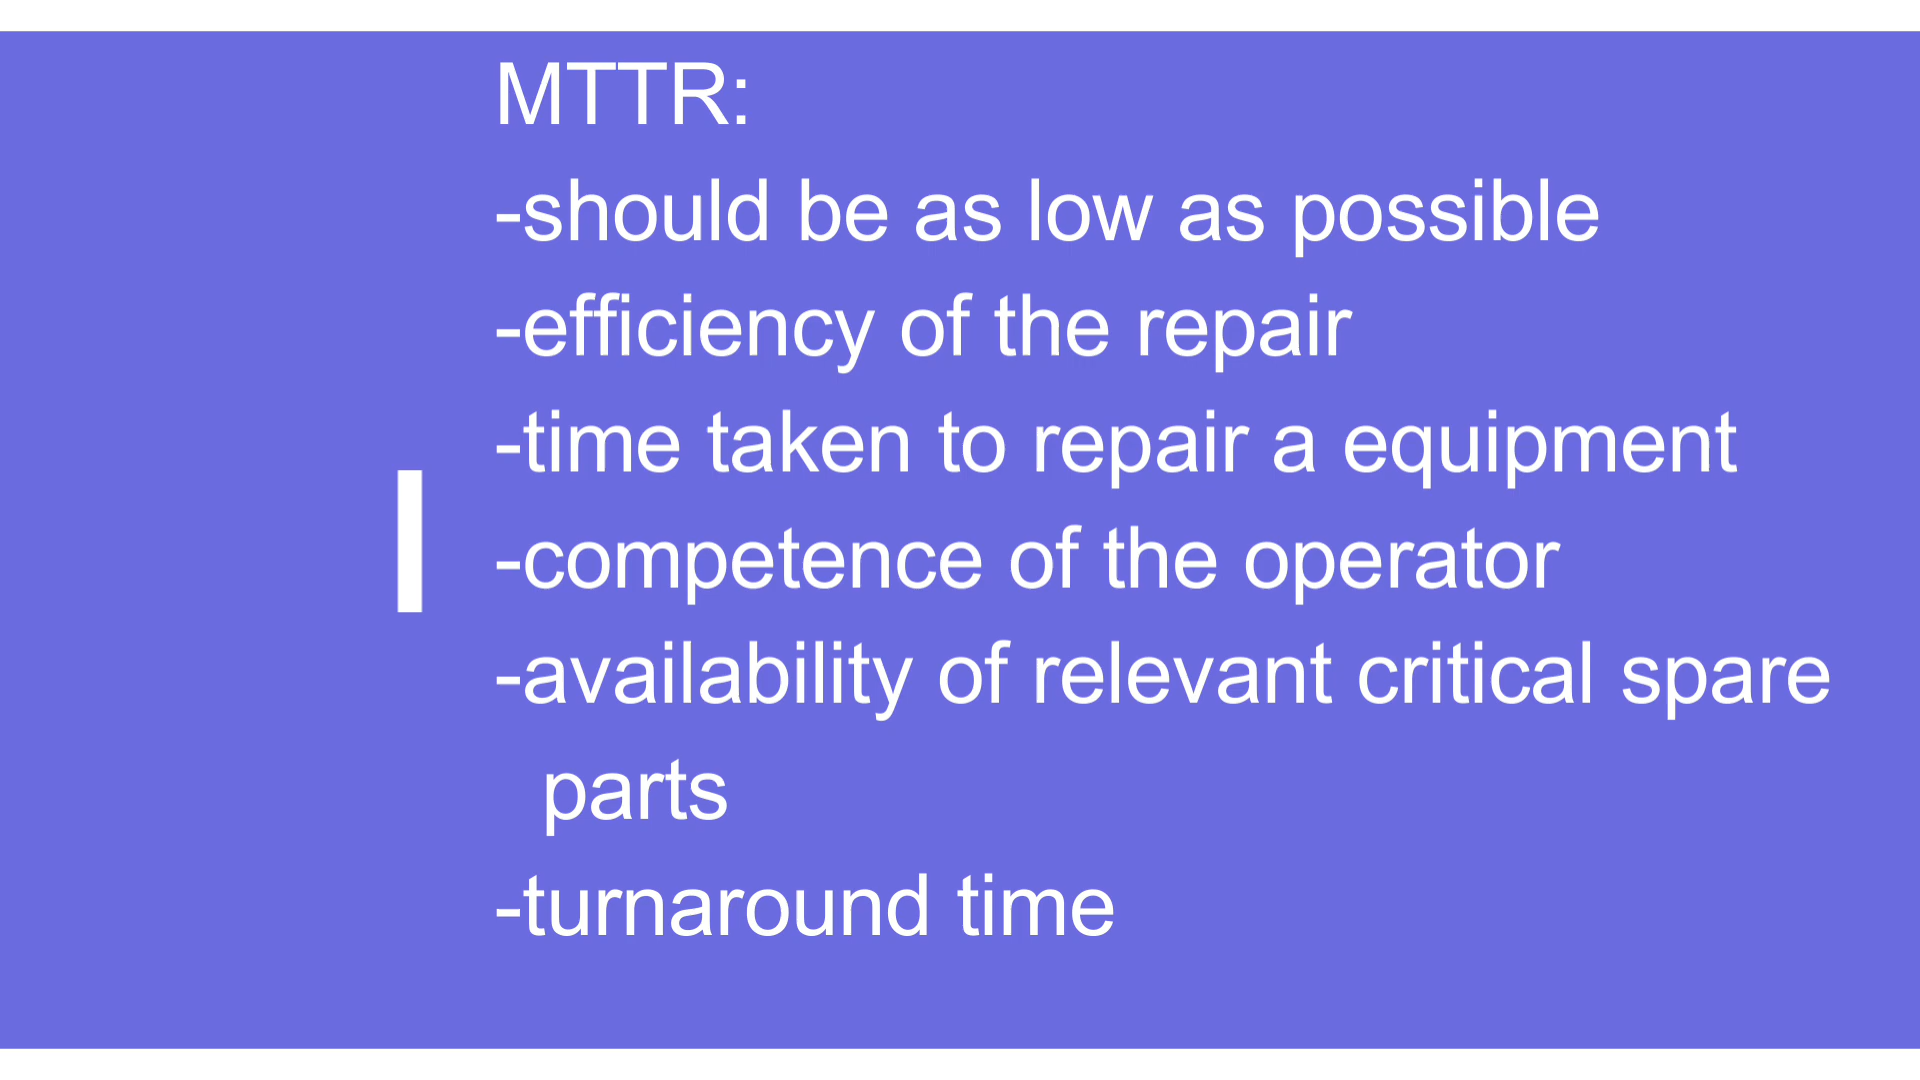 MTTR:
-should be as low as possible
-efficiency of the repair
-time taken to repair a equipment
-competence of the operator
-availability of relevant critical spare
parts
-turnaround time